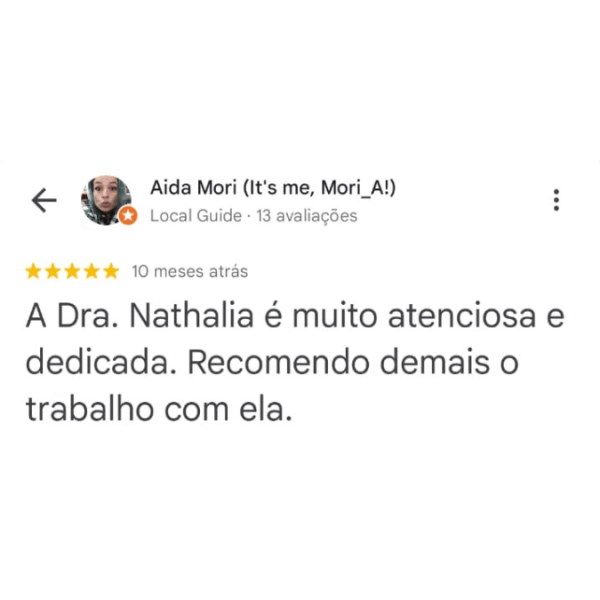 Aida Mori (It's me, Mori_A!)
Local Guide · 13 avaliações
10 meses atrás
A Dra. Nathalia é muito atenciosa e
dedicada. Recomendo demais o
trabalho com ela.